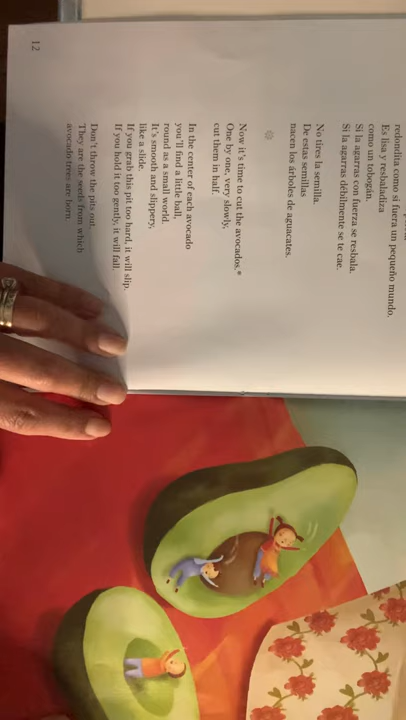 redondita como si fuera un pequeño mundo.
Es lisa y resbaladiza
como un tobogán.
Si la agarras con fuerza se resbala.
Si la agarras débilmente se te cae.
No tires la semilla.
De estas semillas
nacen los árboles de aguacates.
Now it's time to cut the avocados.*
One by one, very slowly,
cut them in half.
In the center of each avocado
you'll find a little ball,
round as a small world.
It's smooth and slippery,
like a slide.
If you grab this pit too hard, it will slip.
If you hold it too gently, it will fall.
Don't throw the pits out.
They are the seeds from which
avocado trees are born.
12